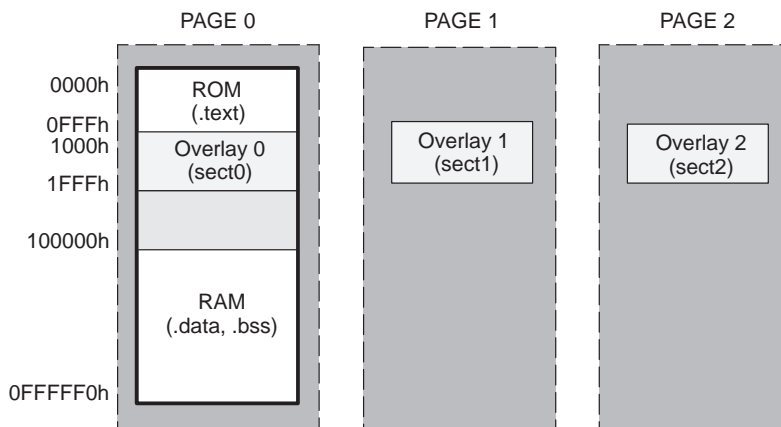 PAGE 0
PAGE 1
PAGE 2
0000h
ROM
(.text)
0FFFh
1000h
Overlay 0
(sect0)
1FFFh
Overlay 1
(sect1)
Overlay 2
(sect2)
100000h
RAM
(.data, .bss)
0FFFFF0h